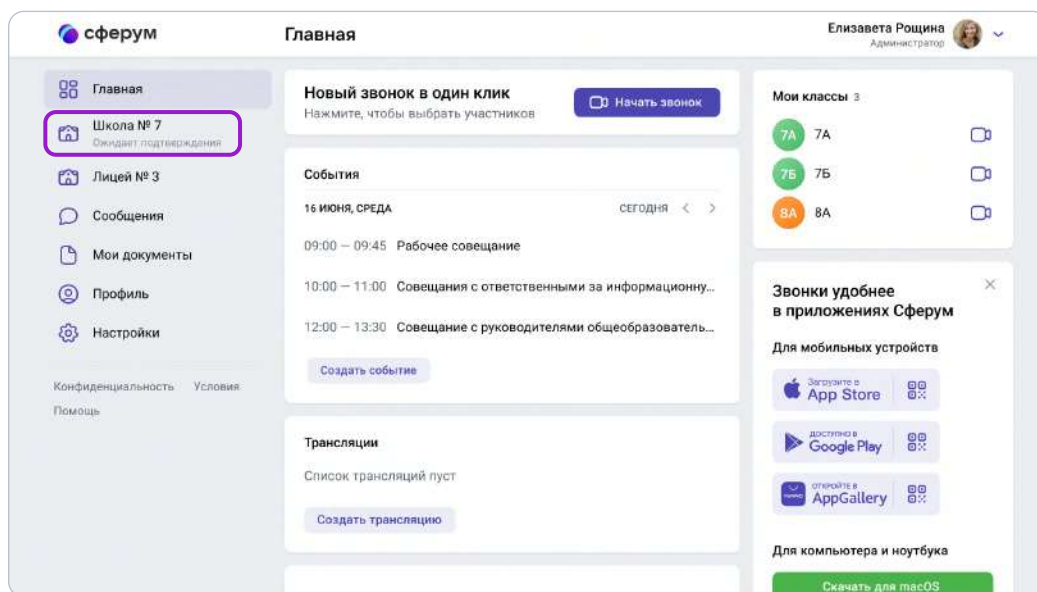 сферум
Главная
Елизавета Рощина
Администратор
Главная
Школа № 7
Ожидает подтверждения
Лицей № 3
Сообщения
Мои документы
Профиль
Настройки
Конфиденциальность Условия
Помощь
Новый звонок в один клик
Нажмите, чтобы выбрать участников
Начать звонок
События
16 ИЮНЯ, СРЕДА
СЕГОДНЯ < >
09:00 — 09:45 Рабочее совещание
10:00 — 11:00 Совещания с ответственными за информационну...
12:00 — 13:30 Совещание с руководителями общеобразователь...
Создать событие
Трансляции
Список трансляций пуст
Создать трансляцию
Мои классы 3
7А 7А
7Б 7Б
8А 8А
Звонки удобнее
в приложениях Сферум
Для мобильных устройств
Загрузите в
App Store
ДОСТУПНО В
Google Play
ОТКРОЙТЕ В
AppGallery
Для компьютера и ноутбука
Скачать для macOS